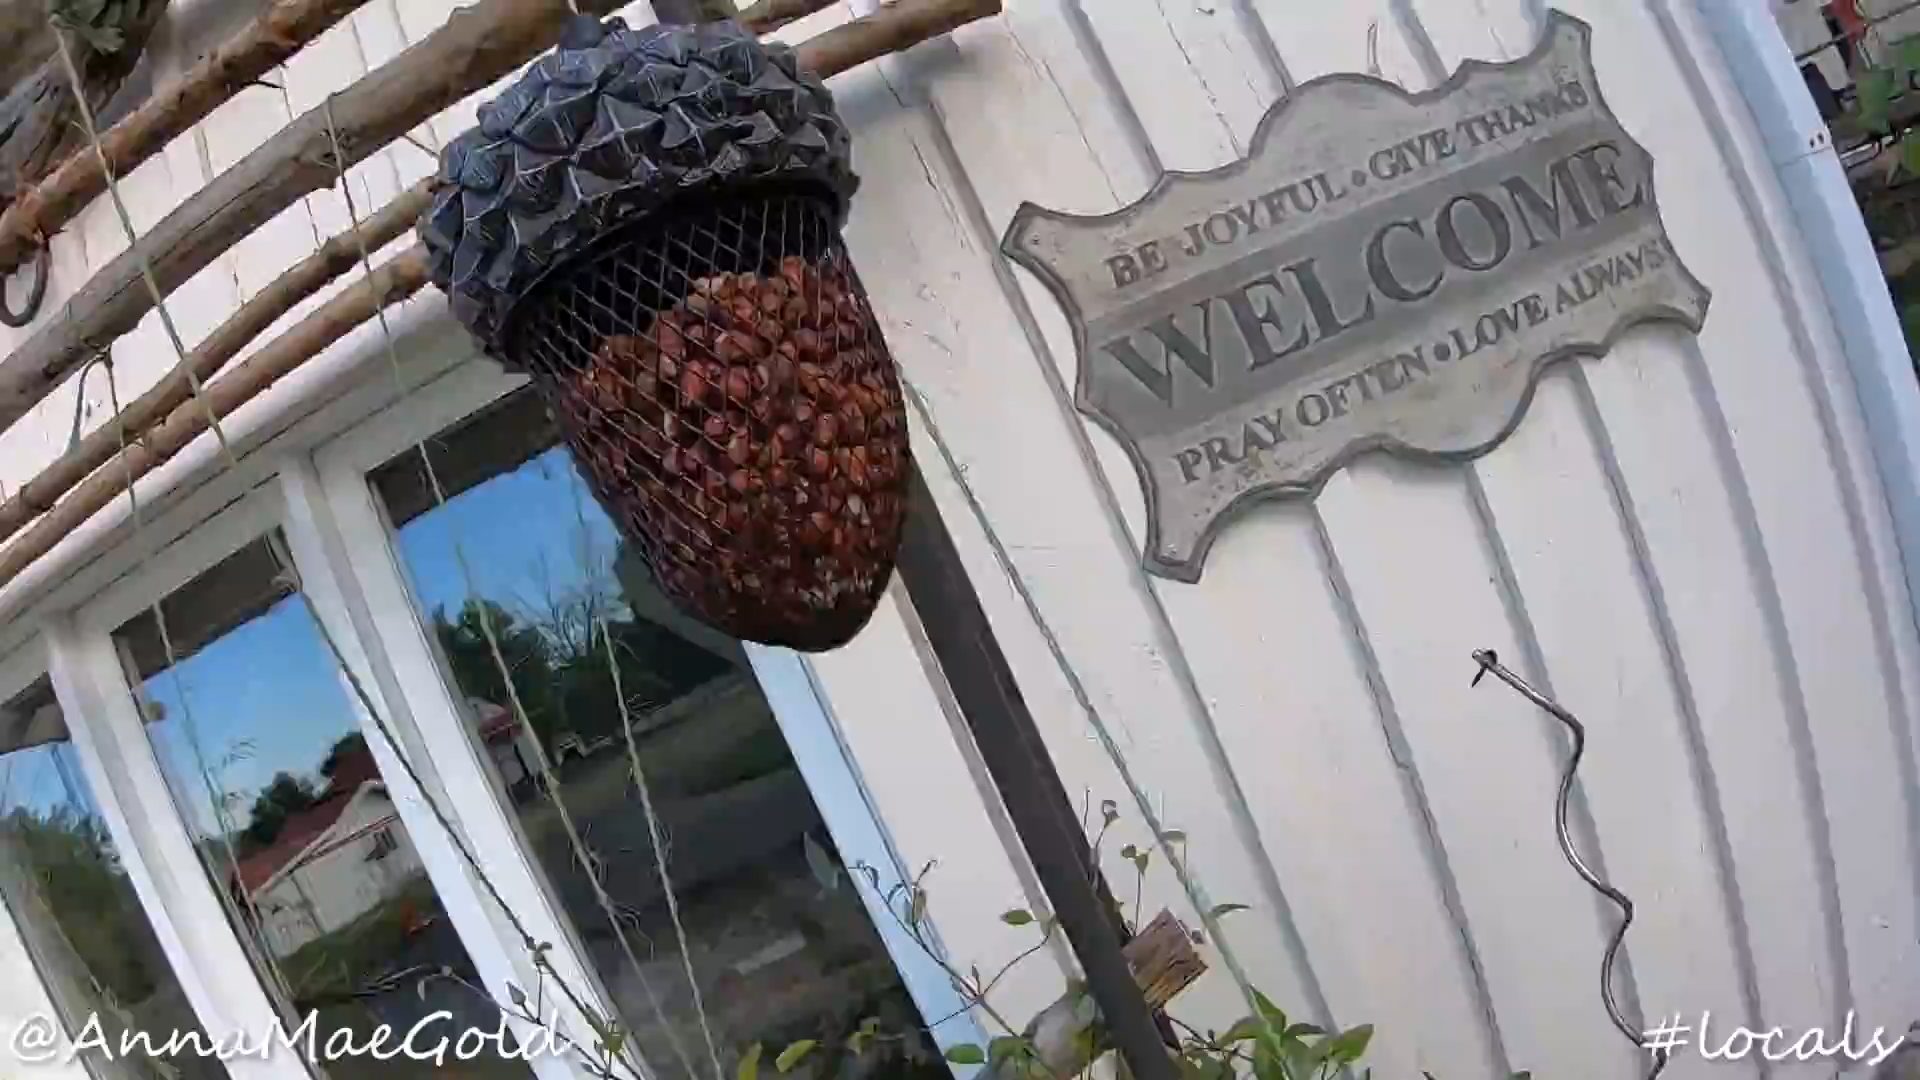 BE JOYFUL • GIVE THANKS
WELCOME
PRAY OFTEN • LOVE ALWAYS
@AnnaMaeGold
#locals